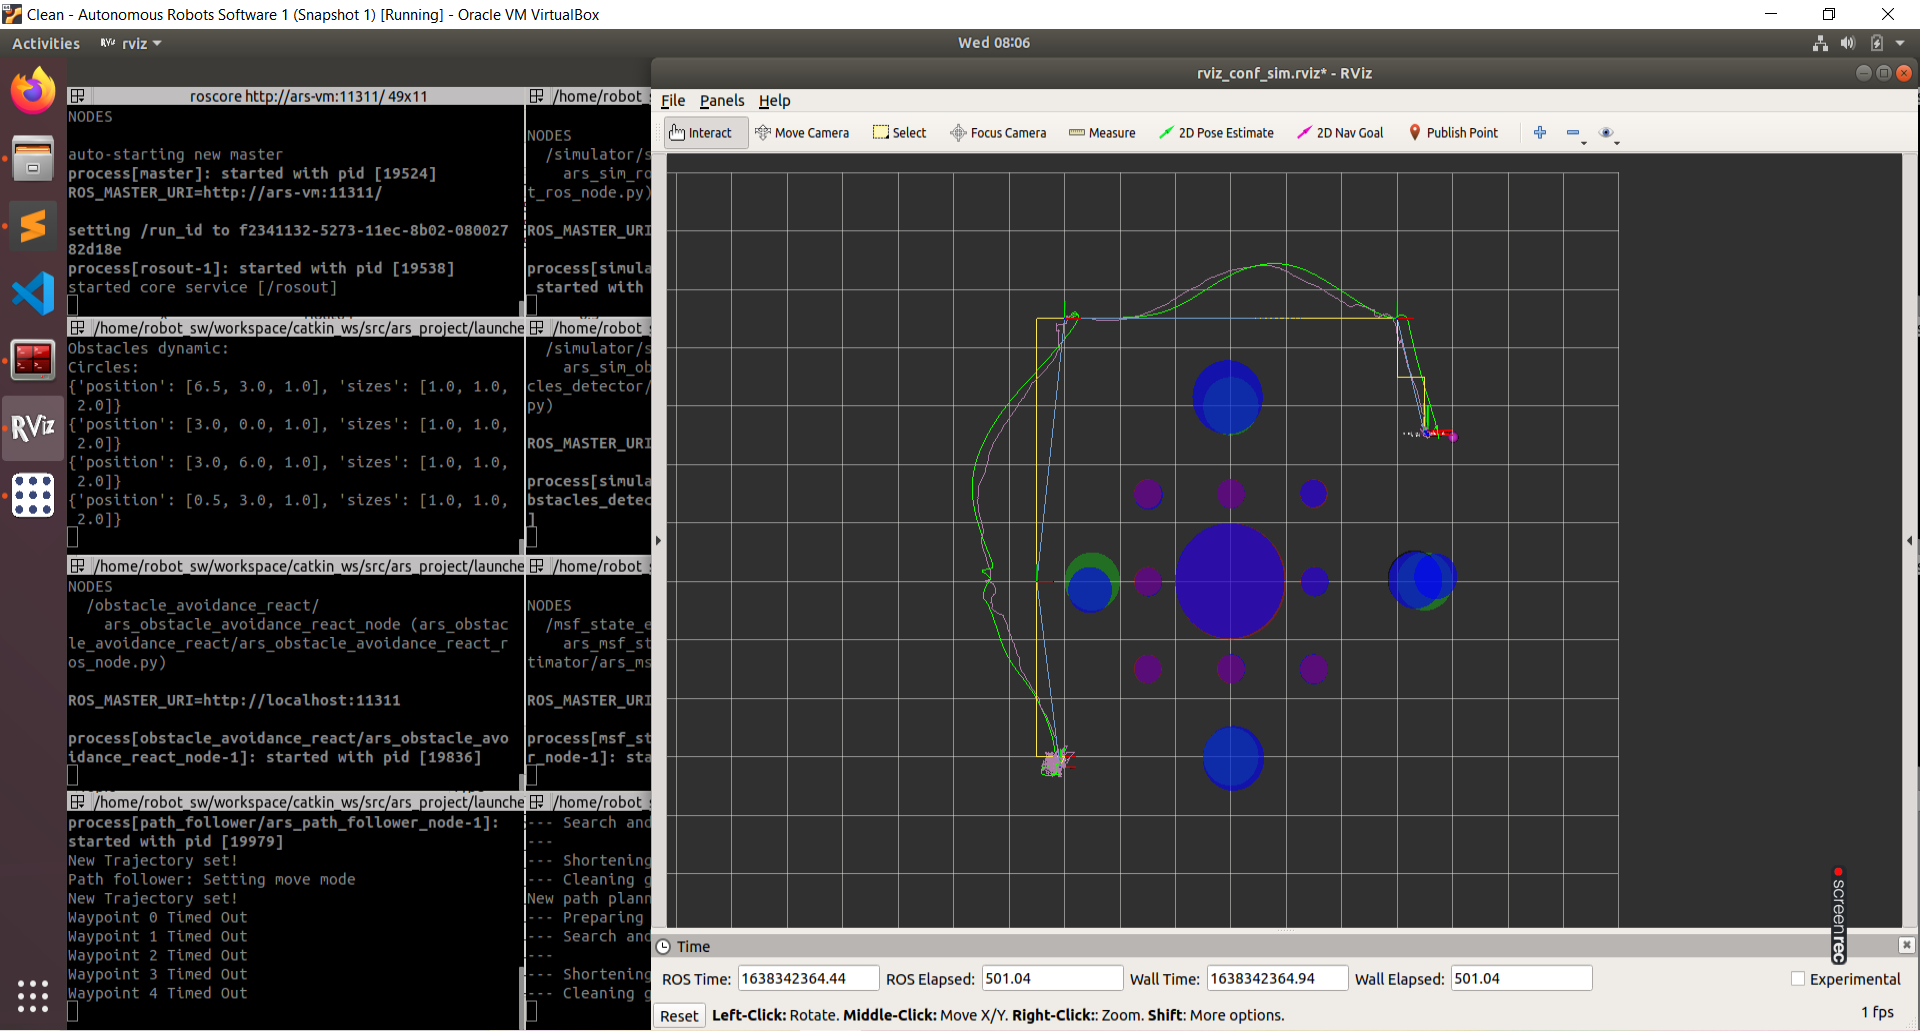 Clean - Autonomous Robots Software 1 (Snapshot 1) [Running] - Oracle VM VirtualBox
Activities
RViz rviz
Wed 08:06
roscore http://ars-vm:11311/ 49x11
NODES
auto-starting new master
process[master]: started with pid [19524]
ROS_MASTER_URI=http://ars-vm:11311/
setting /run_id to f2341132-5273-11ec-8b02-080027
82d18e
process[rosout-1]: started with pid [19538]
started core service [/rosout]
/home/robot_s
NODES
/simulator/s
ars_sim_ro
t_ros_node.py)
ROS_MASTER_URI
process[simula
started with
/home/robot_sw/workspace/catkin_ws/src/ars_project/launche
Obstacles dynamic:
Circles:
{'position': [6.5, 3.0, 1.0], 'sizes': [1.0, 1.0,
2.0]}
{'position': [3.0, 0.0, 1.0], 'sizes': [1.0, 1.0,
2.0]}
{'position': [3.0, 6.0, 1.0], 'sizes': [1.0, 1.0,
2.0]}
{'position': [0.5, 3.0, 1.0], 'sizes': [1.0, 1.0,
2.0]}
/home/robot_s
/simulator/s
ars_sim_ob
cles_detector/
py)
ROS_MASTER_URI
process[simula
bstacles_detec
]
/home/robot_sw/workspace/catkin_ws/src/ars_project/launche
NODES
/obstacle_avoidance_react/
ars_obstacle_avoidance_react_node (ars_obstac
le_avoidance_react/ars_obstacle_avoidance_react_r
os_node.py)
ROS_MASTER_URI=http://localhost:11311
process[obstacle_avoidance_react/ars_obstacle_avo
idance_react_node-1]: started with pid [19836]
/home/robot_s
NODES
/msf_state_e
ars_msf_st
timator/ars_ms
ROS_MASTER_URI
process[msf_st
r_node-1]: sta
/home/robot_sw/workspace/catkin_ws/src/ars_project/launche
process[path_follower/ars_path_follower_node-1]:
started with pid [19979]
New Trajectory set!
Path follower: Setting move mode
New Trajectory set!
Waypoint 0 Timed Out
Waypoint 1 Timed Out
Waypoint 2 Timed Out
Waypoint 3 Timed Out
Waypoint 4 Timed Out
/home/robot_s
--- Search and
---
--- Shortening
--- Cleaning g
New path plann
--- Preparing
--- Search and
---
--- Shortening
--- Cleaning g
RViz
rviz_conf_sim.rviz* - RViz
File Panels Help
Interact Move Camera Select Focus Camera Measure 2D Pose Estimate 2D Nav Goal Publish Point
screenrec
Time
ROS Time: 1638342364.44 ROS Elapsed: 501.04 Wall Time: 1638342364.94 Wall Elapsed: 501.04 Experimental
Reset Left-Click: Rotate. Middle-Click: Move X/Y. Right-Click:: Zoom. Shift: More options. 1 fps